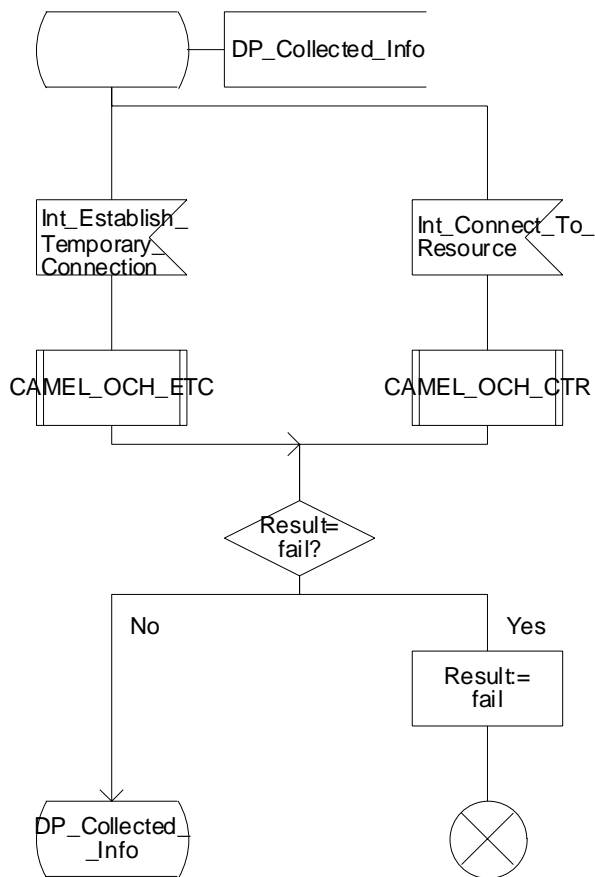 DP_Collected_Info
Int_Establish_
Temporary_
Connection
Int_Connect_To_
Resource
CAMEL_OCH_ETC
CAMEL_OCH_CTR
Result=
fail?
No
Yes
Result:=
fail
DP_Collected_
_Info